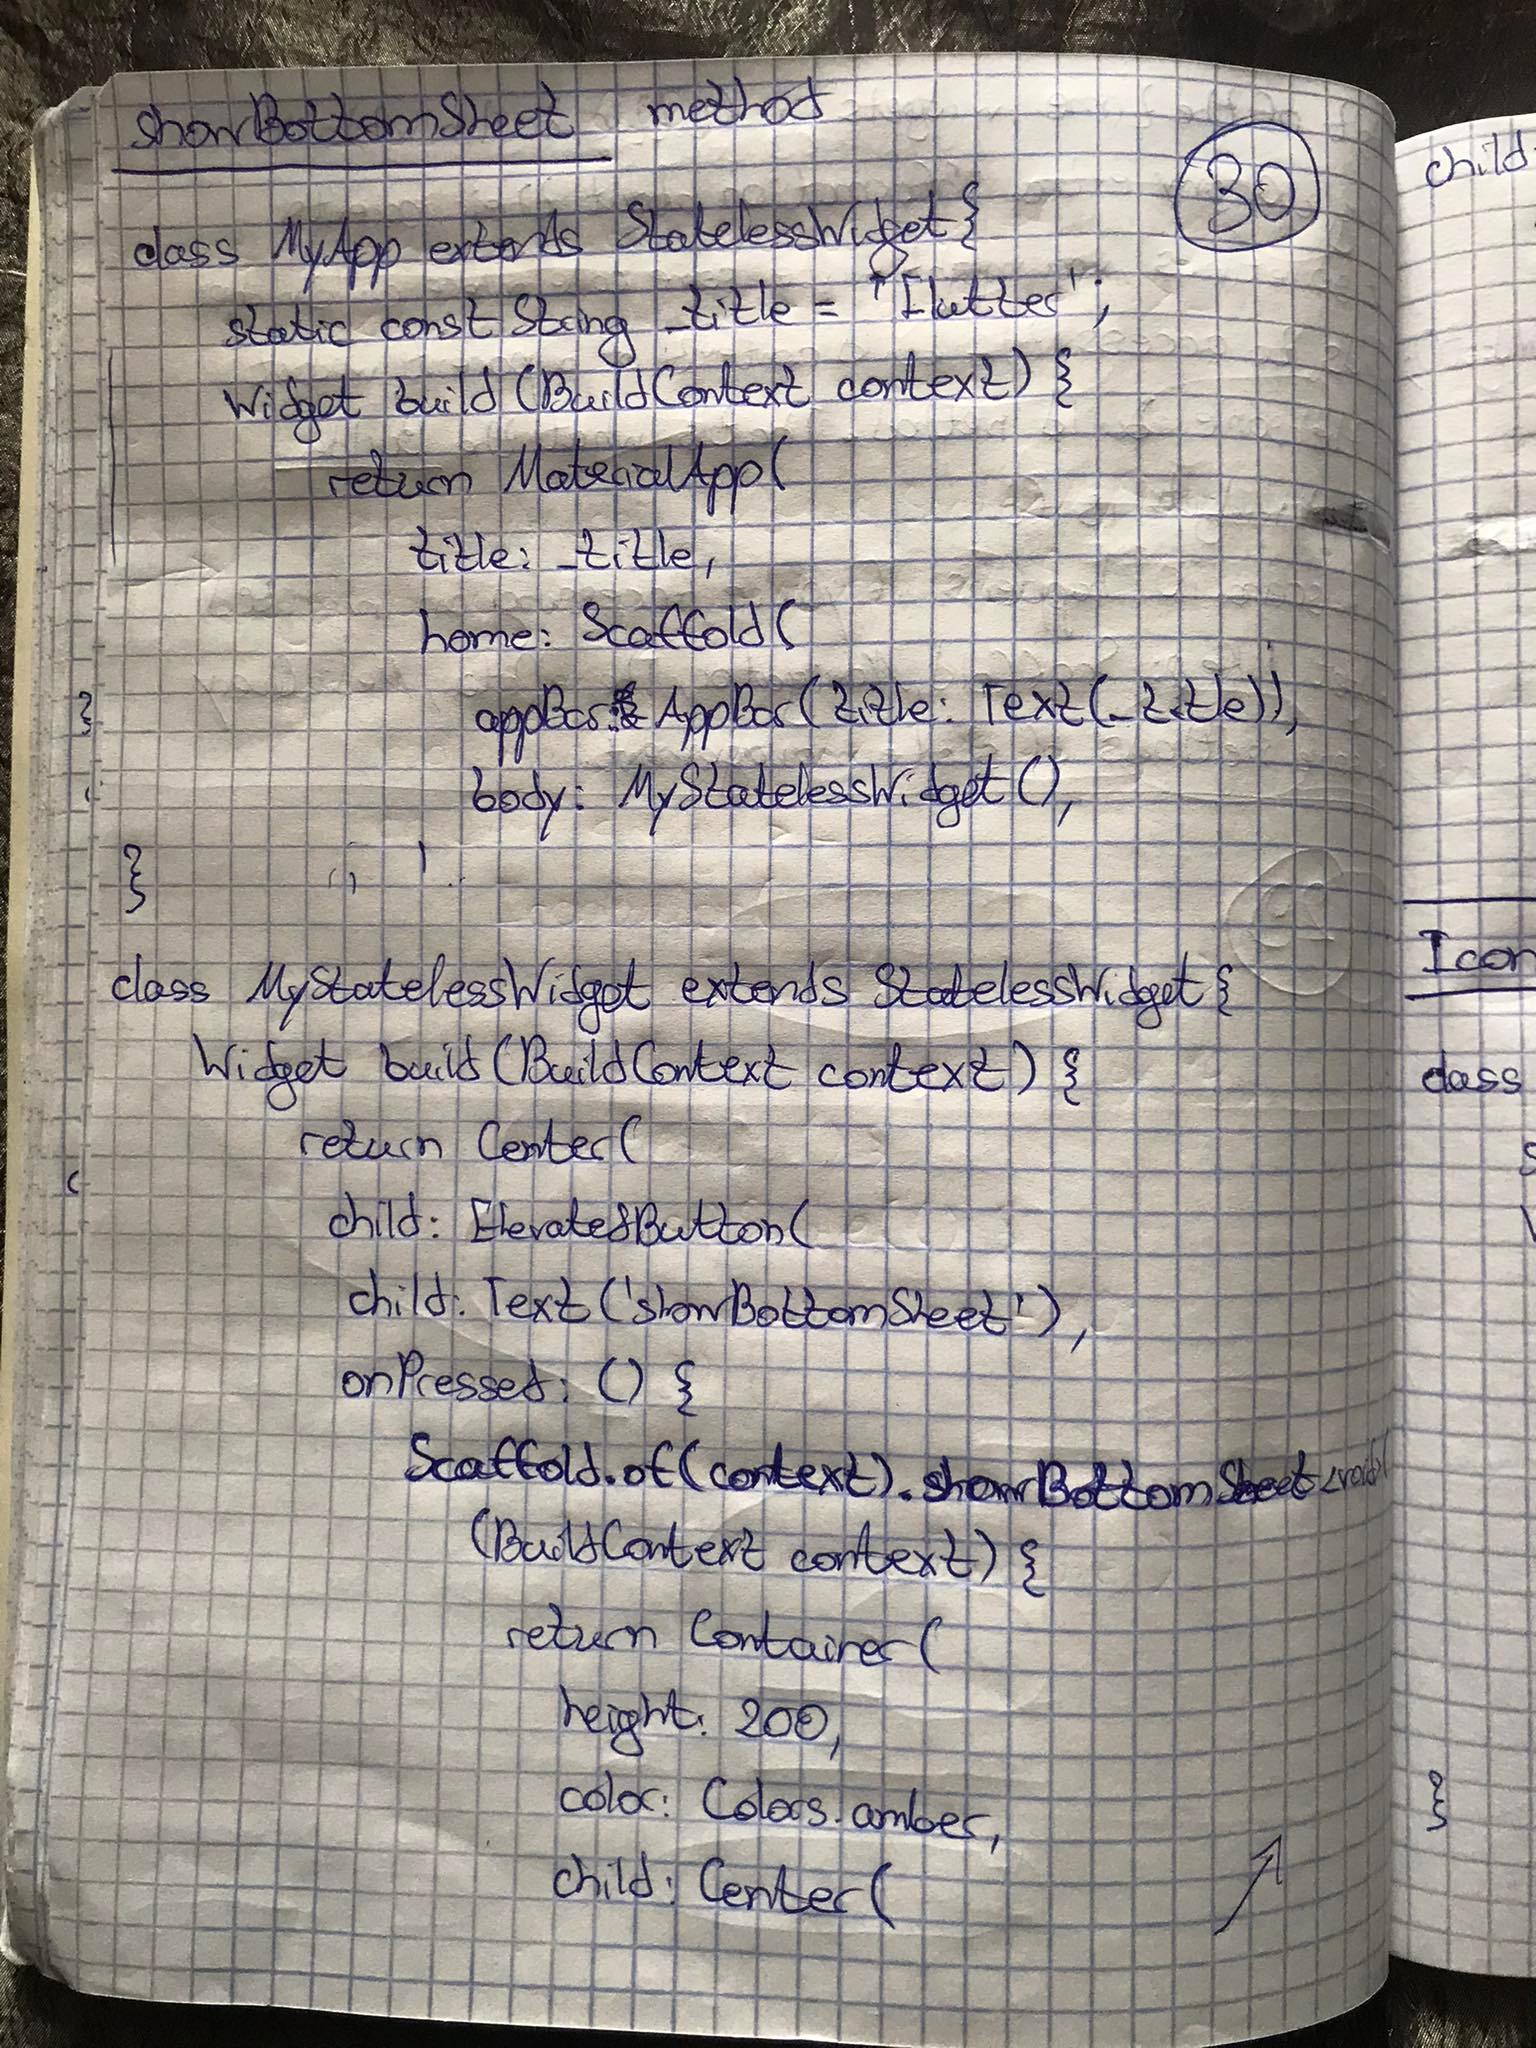 showBottomSheet method
30
class MyApp extends StatelessWidget{
static const String _title = 'Flutter';
Widget build (BuildContext context) {
return MaterialApp(
title: _title,
home: Scaffold(
appBar: AppBar(title: Text(_title)),
body: MyStatelessWidget(),
}
class MyStatelessWidget extends StatelessWidget{
Widget build (BuildContext context) {
return Center(
child: ElevatedButton(
child: Text('showBottomSheet'),
onPressed: () {
Scaffold.of(context).showBottomSheet<void>(
(BuildContext context) {
return Container(
height: 200,
color: Colors.amber,
child: Center(
child:
Icon
class
}